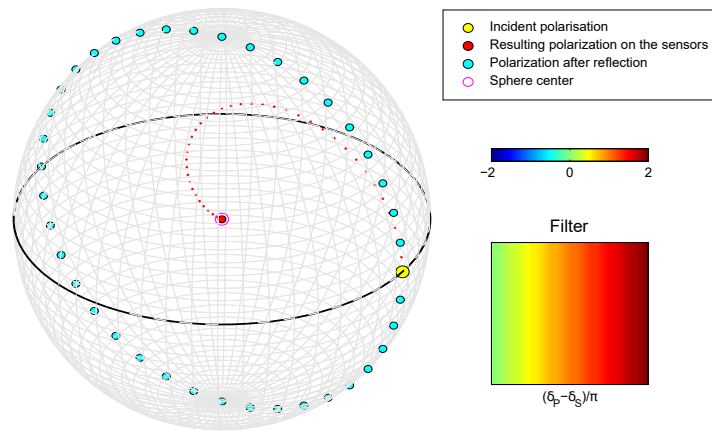 Incident polarisation
Resulting polarization on the sensors
Polarization after reflection
Sphere center
−2 0 2
Filter
(δP−δS)/π